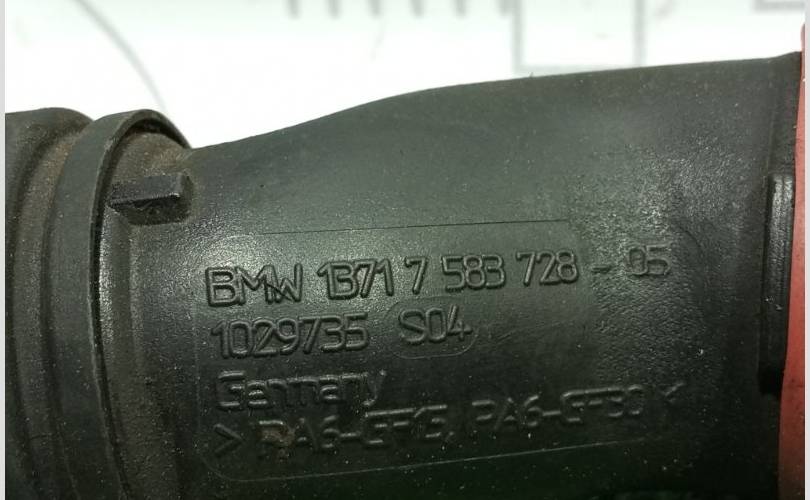 BMW 1371 7 583 728 - 05
1029735 S04
Germany
> PA6-GF15, PA6-GF30 <